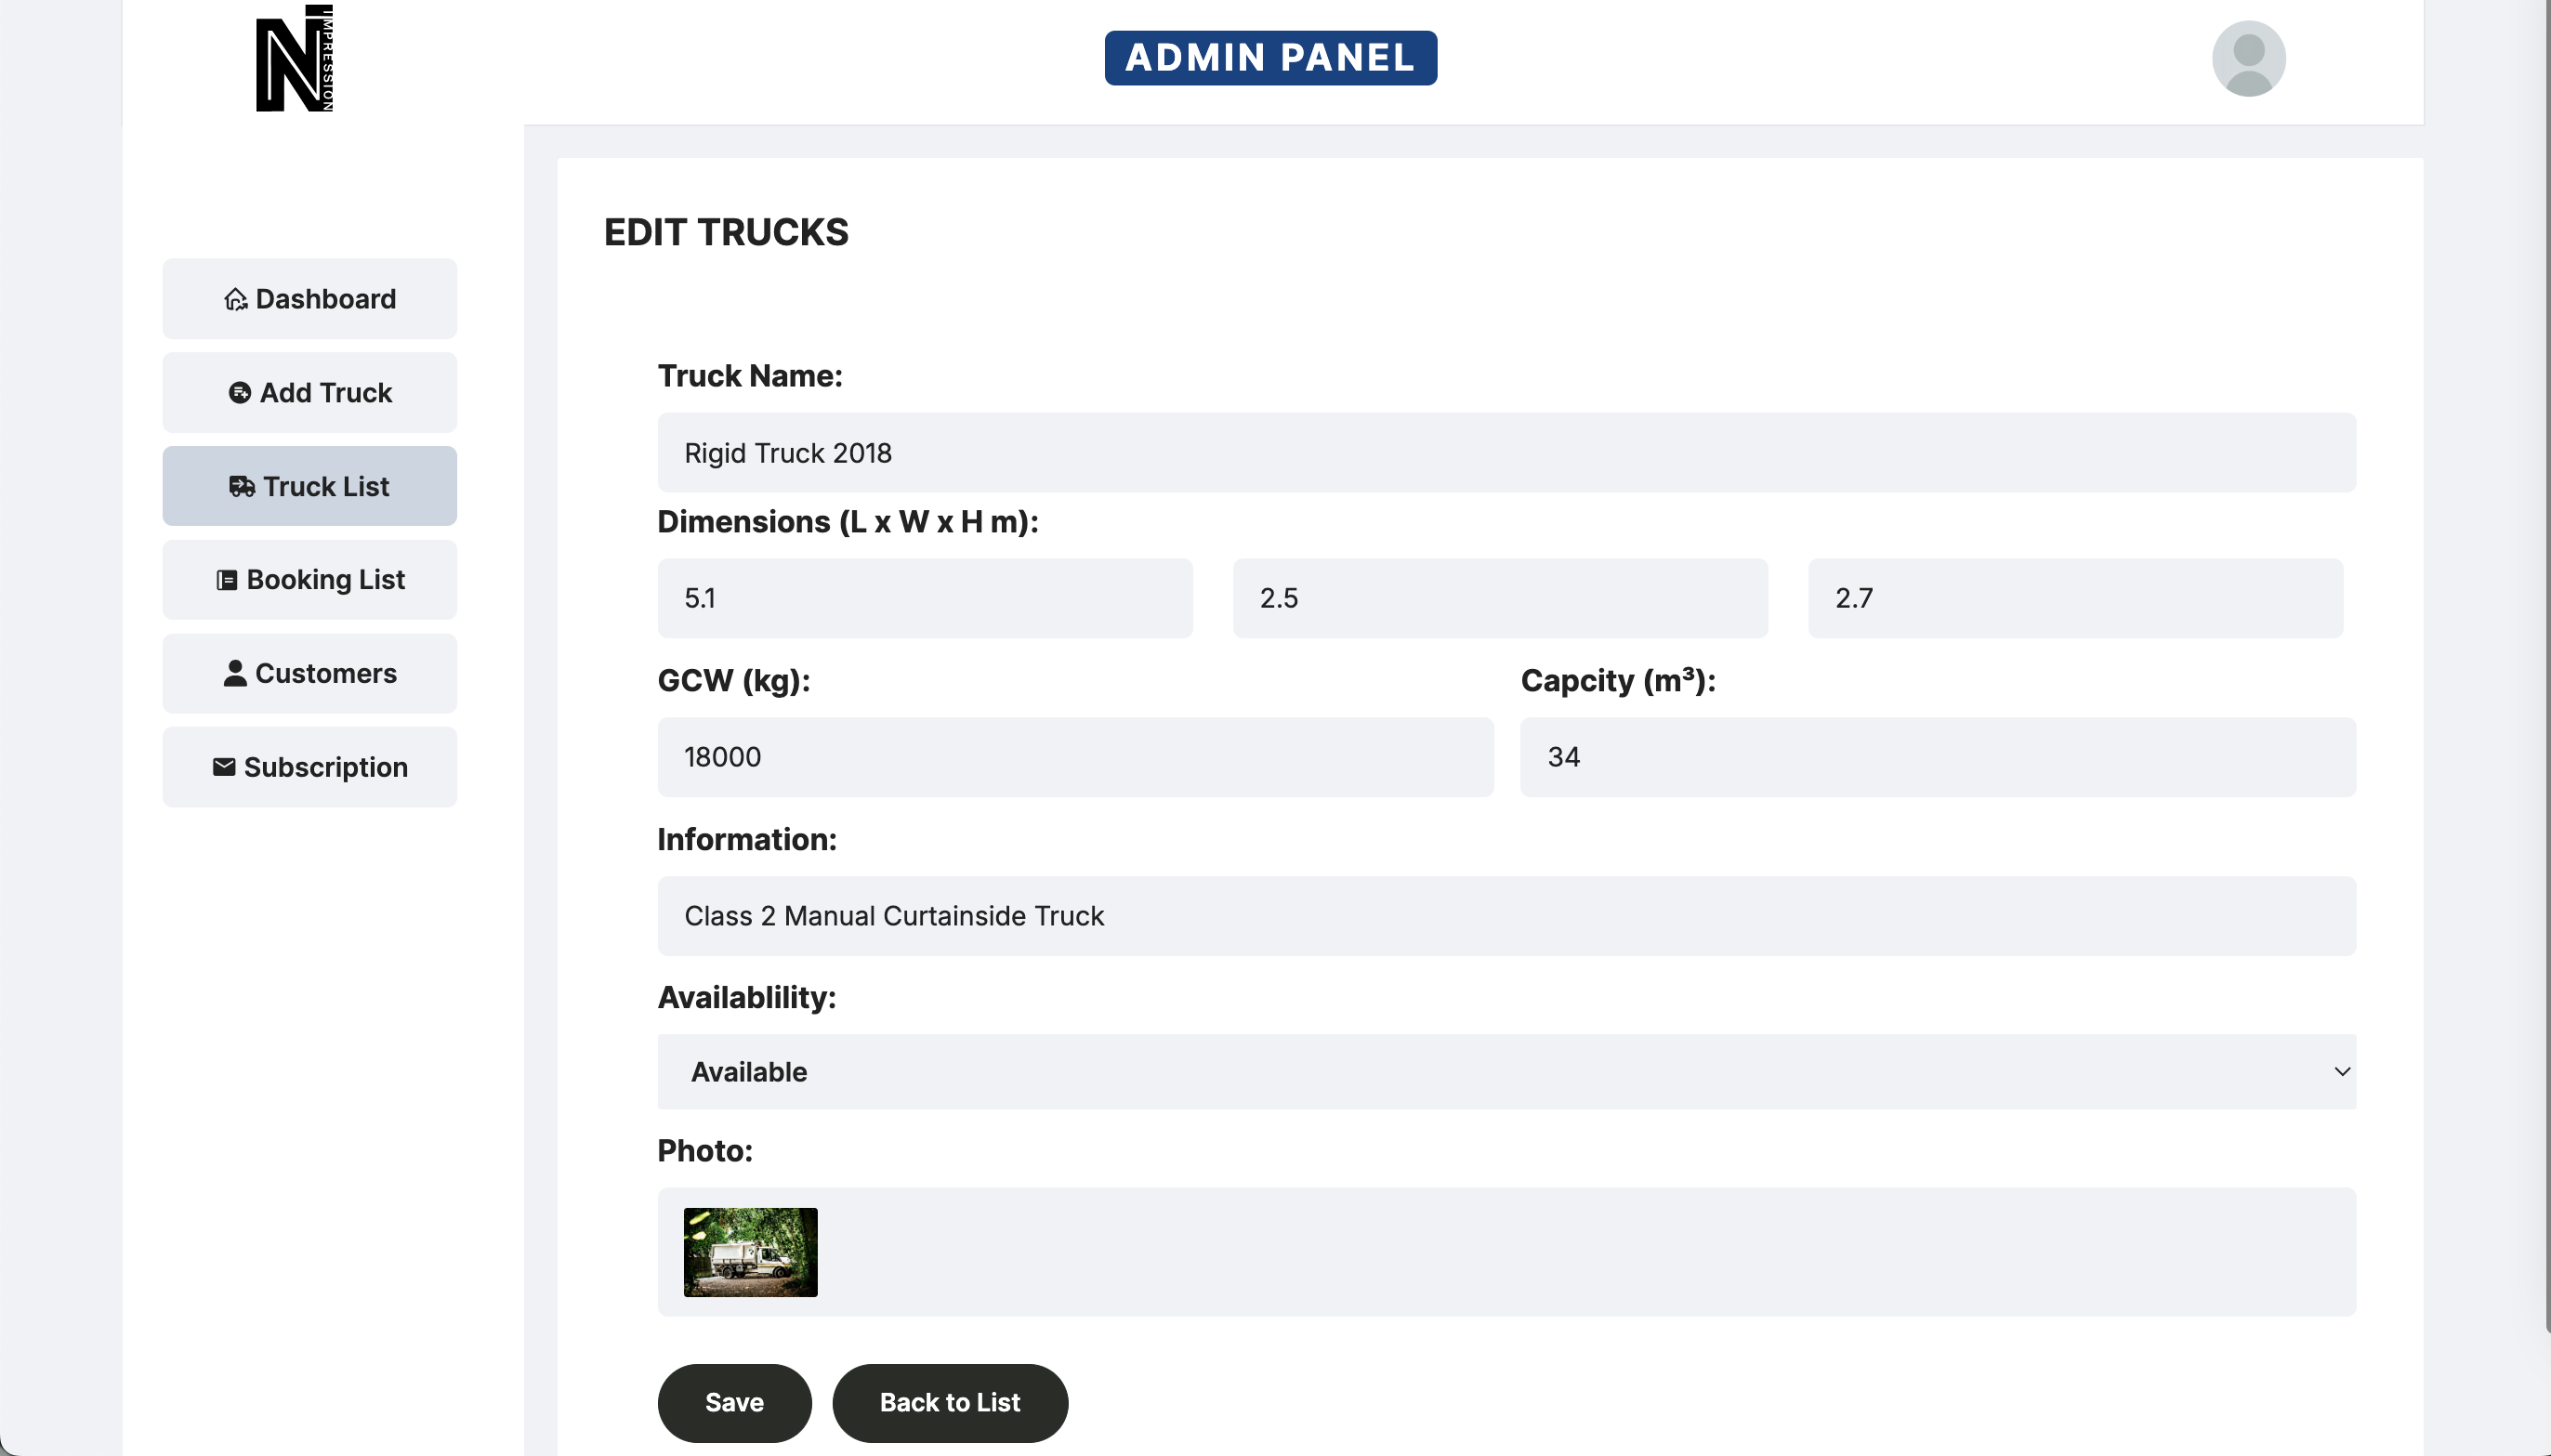 N IMPRESSION
ADMIN PANEL
Dashboard
Add Truck
Truck List
Booking List
Customers
Subscription
EDIT TRUCKS
Truck Name:
Rigid Truck 2018
Dimensions (L x W x H m):
5.1 2.5 2.7
GCW (kg): Capcity (m³):
18000 34
Information:
Class 2 Manual Curtainside Truck
Availablility:
Available
Photo:
Save Back to List